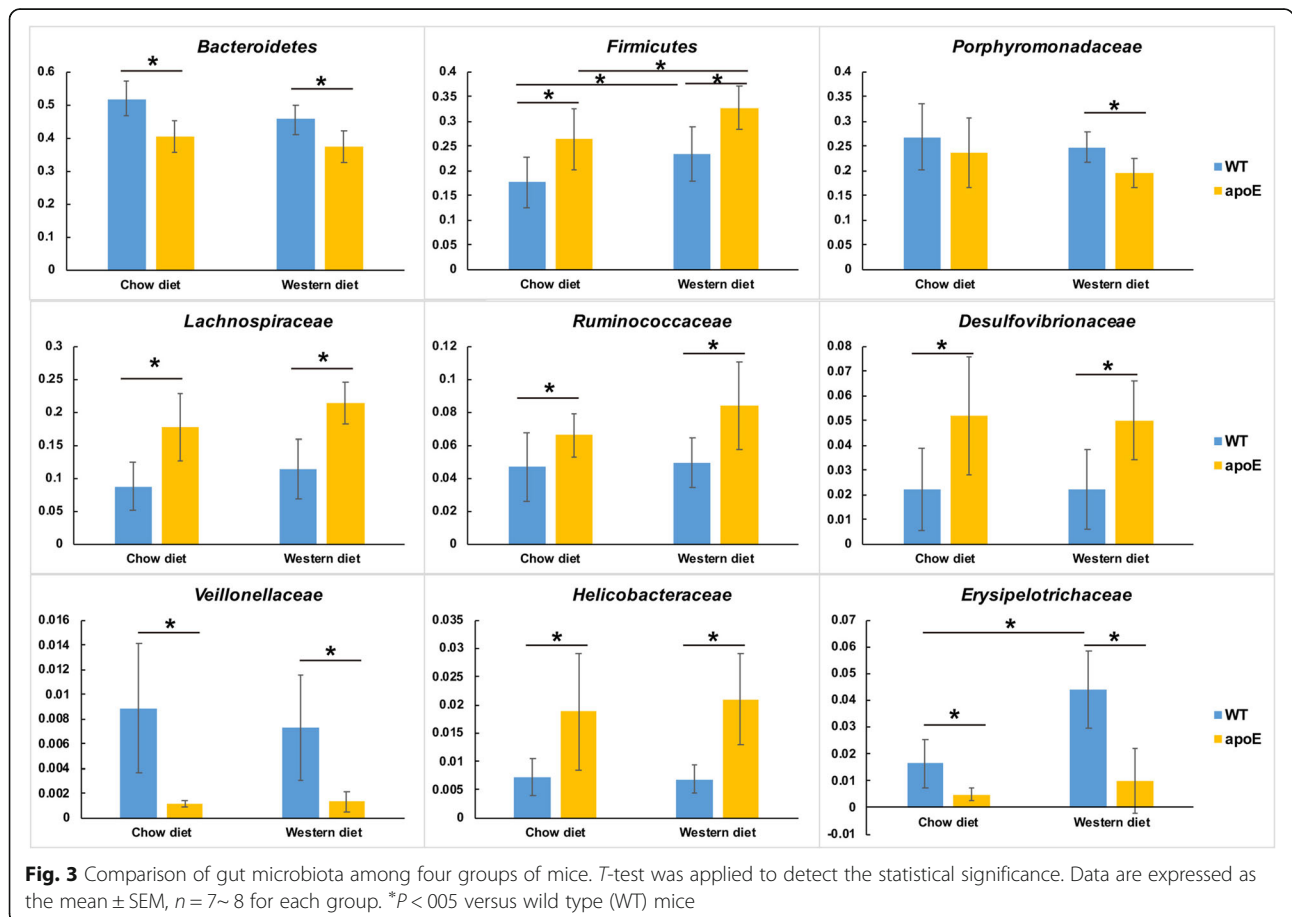 Bacteroidetes
0.6
0.5
0.4
0.3
0.2
0.1
0
*
*
Chow diet
Western diet
Firmicutes
0.4
0.35
0.3
0.25
0.2
0.15
0.1
0.05
0
*
*
*
*
Chow diet
Western diet
Porphyromonadaceae
0.4
0.35
0.3
0.25
0.2
0.15
0.1
0.05
0
*
Chow diet
Western diet
WT
apoE
Lachnospiraceae
0.3
0.25
0.2
0.15
0.1
0.05
0
*
*
Chow diet
Western diet
Ruminococcaceae
0.12
0.1
0.08
0.06
0.04
0.02
0
*
*
Chow diet
Western diet
Desulfovibrionaceae
0.08
0.07
0.06
0.05
0.04
0.03
0.02
0.01
0
*
*
Chow diet
Western diet
WT
apoE
Veillonellaceae
0.016
0.014
0.012
0.01
0.008
0.006
0.004
0.002
0
*
*
Chow diet
Western diet
Helicobacteraceae
0.035
0.03
0.025
0.02
0.015
0.01
0.005
0
*
*
Chow diet
Western diet
Erysipelotrichaceae
0.07
0.06
0.05
0.04
0.03
0.02
0.01
0
-0.01
*
*
*
Chow diet
Western diet
WT
apoE
Fig. 3 Comparison of gut microbiota among four groups of mice. T-test was applied to detect the statistical significance. Data are expressed as
the mean ± SEM, n = 7~ 8 for each group. *P < 005 versus wild type (WT) mice